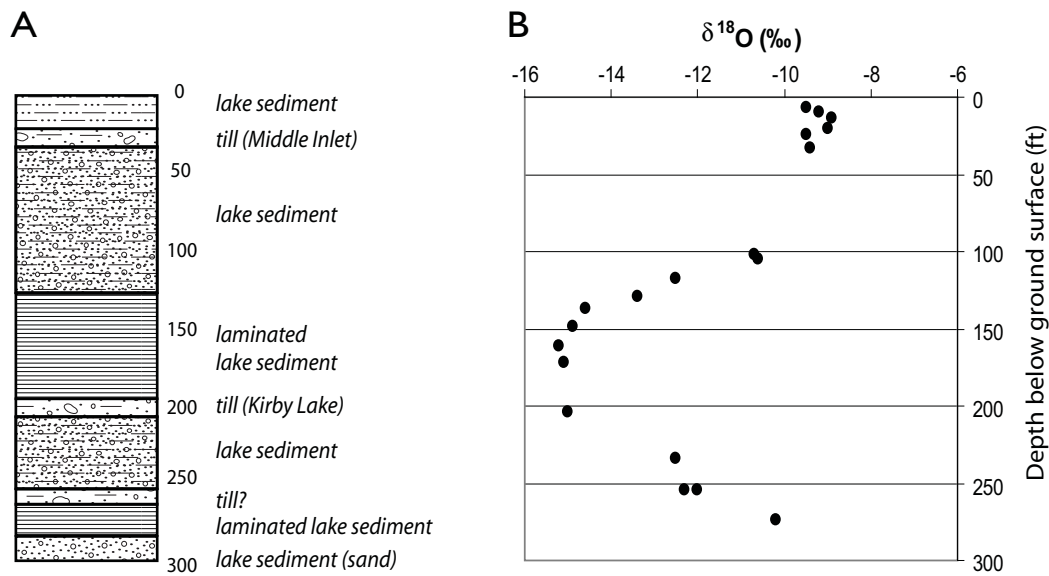 A
0
lake sediment
till (Middle Inlet)
50
lake sediment
100
150
laminated
lake sediment
200
till (Kirby Lake)
lake sediment
250
till?
laminated lake sediment
300
lake sediment (sand)
B
δ¹⁸O (‰)
-16 -14 -12 -10 -8 -6
0
50
100
150
200
250
300
Depth below ground surface (ft)